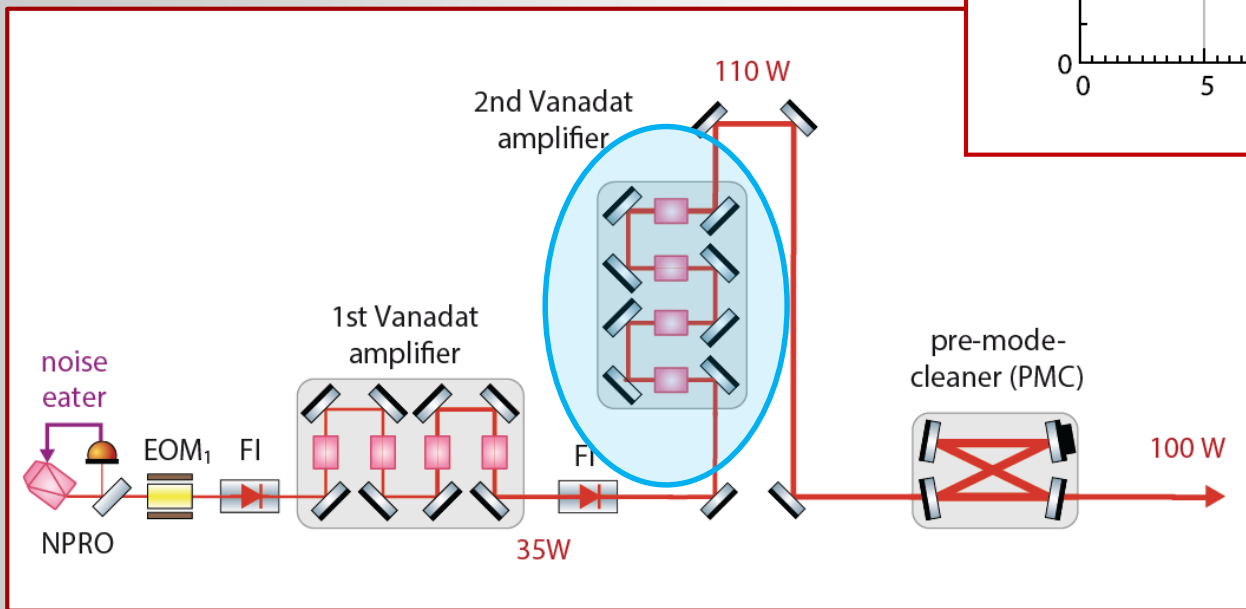 0
0
5
110 W
2nd Vanadat
amplifier
1st Vanadat
amplifier
noise
eater
EOM₁
FI
FI
pre-mode-
cleaner (PMC)
100 W
NPRO
35W